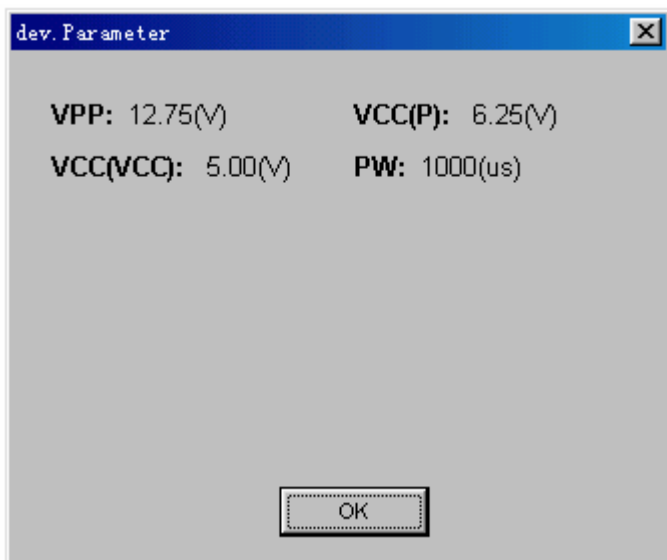 dev.Parameter
VPP: 12.75(V) VCC(P): 6.25(V)
VCC(VCC): 5.00(V) PW: 1000(us)
OK